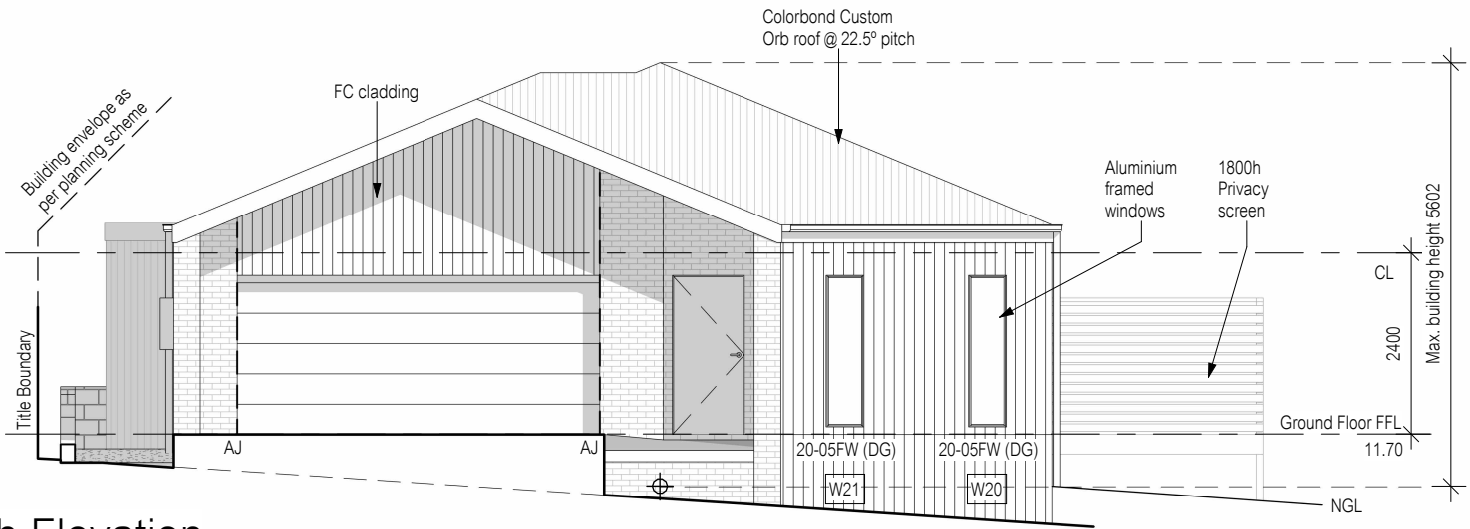 Colorbond Custom
Orb roof @ 22.5º pitch
FC cladding
Building envelope as
per planning scheme
Aluminium
framed
windows
1800h
Privacy
screen
Max. building height 5602
CL
2400
Title Boundary
Ground Floor FFL
11.70
AJ
AJ
20-05FW (DG)
20-05FW (DG)
W21
W20
NGL
Elevation